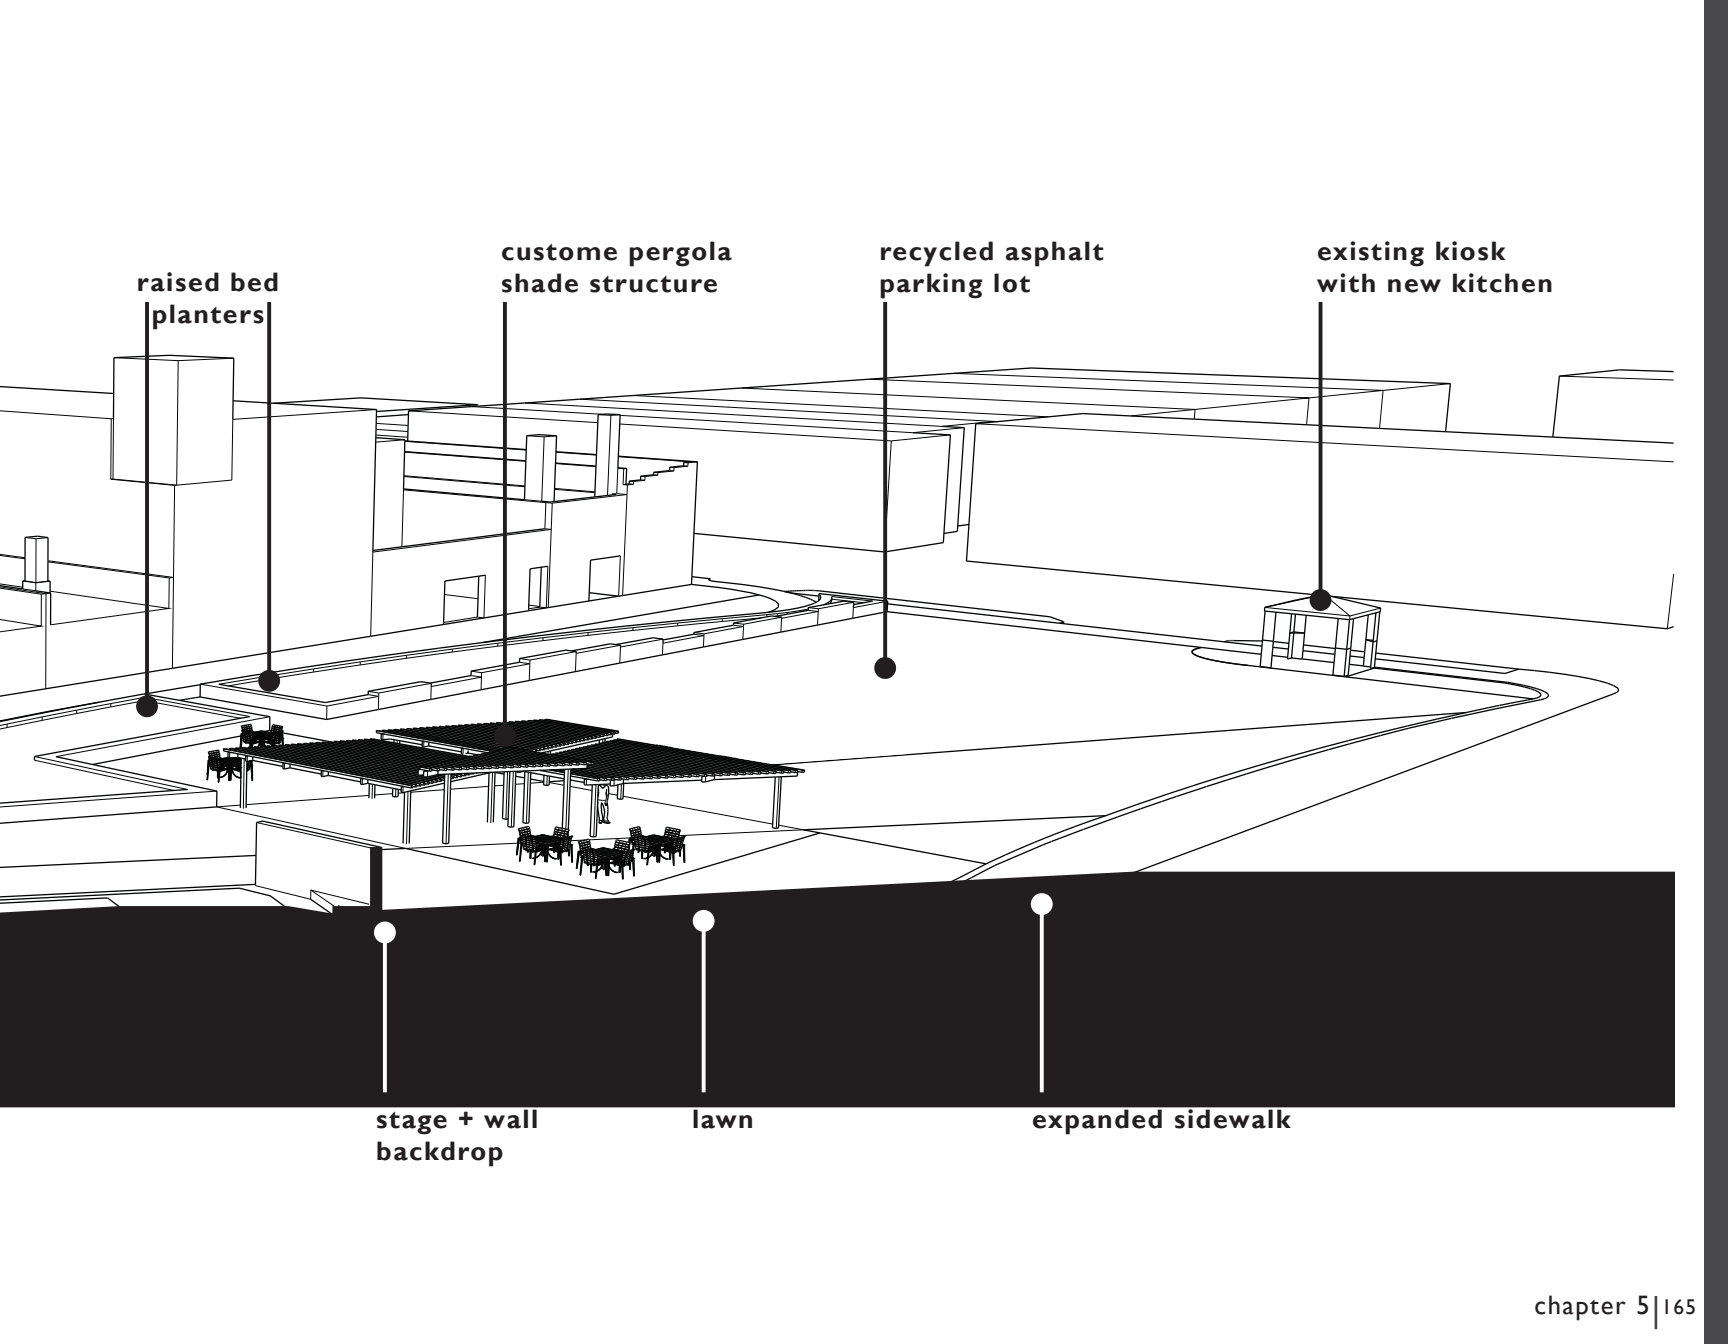 raised bed
planters
custome pergola
shade structure
recycled asphalt
parking lot
existing kiosk
with new kitchen
stage + wall
backdrop
lawn
expanded sidewalk
chapter 5|165